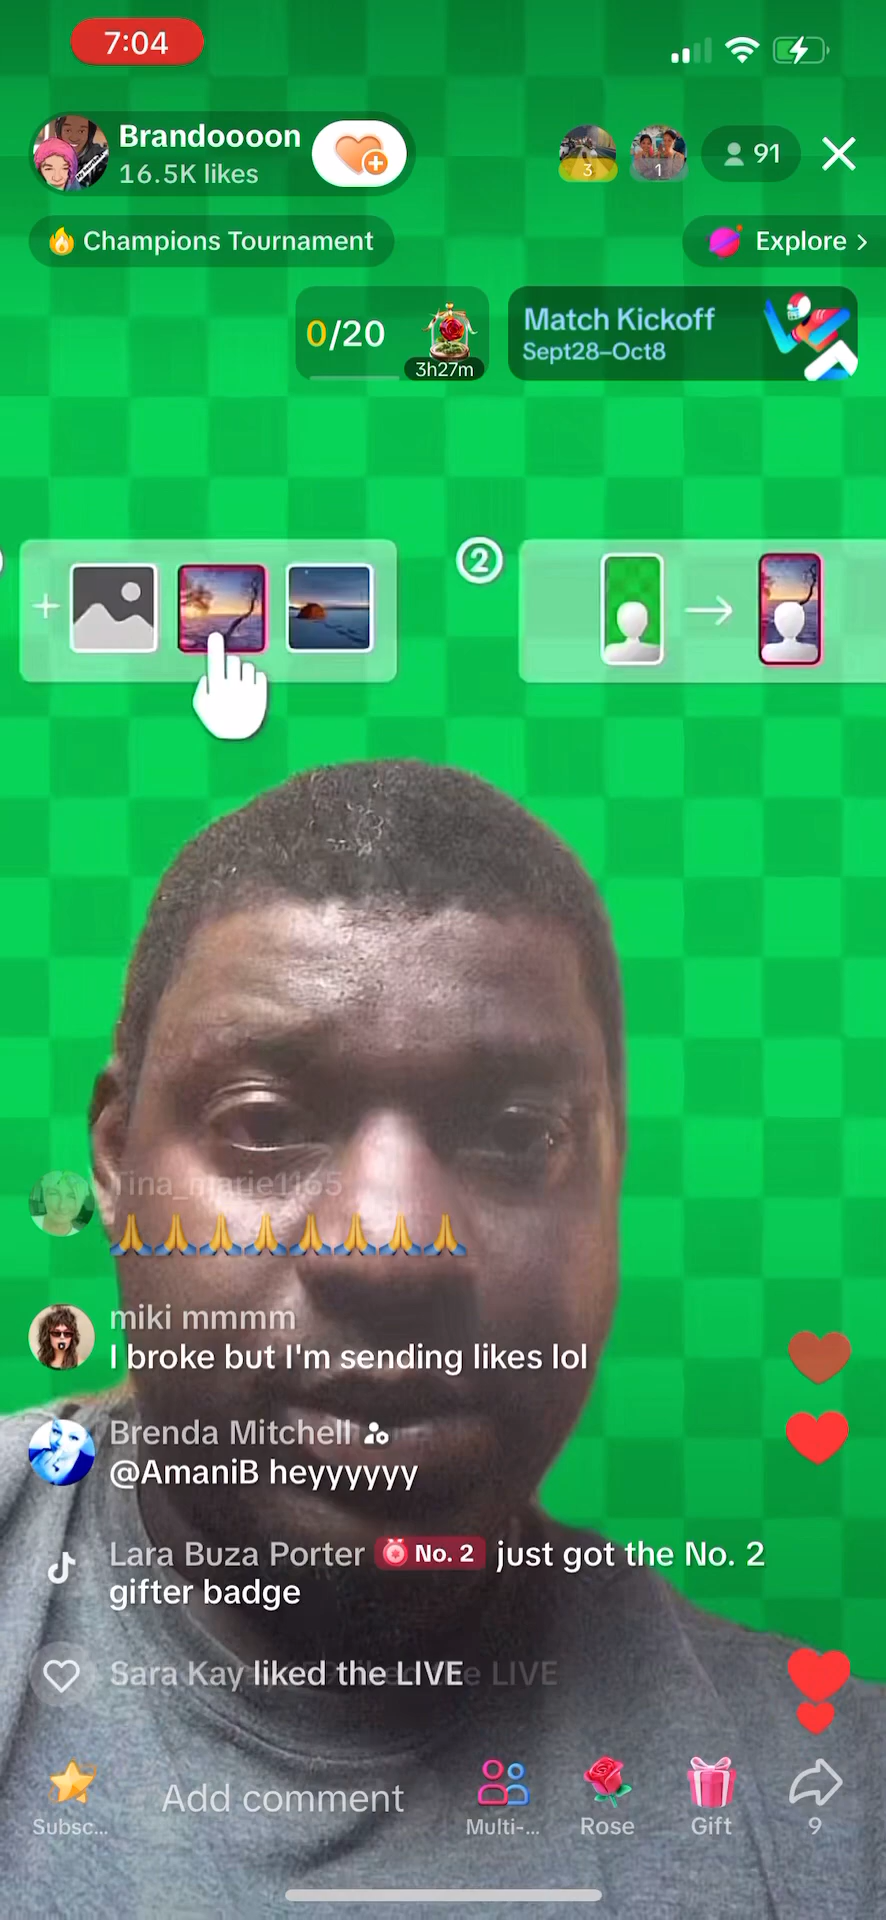 7:04
Brandoooon
16.5K likes
3
1
91
Champions Tournament
Explore >
0/20
3h27m
Match Kickoff
Sept28–Oct8
2
Tina_marie1165
🙏🙏🙏🙏🙏🙏🙏🙏
miki mmmm
I broke but I'm sending likes lol
Brenda Mitchell
@AmaniB heyyyyyy
Lara Buza Porter No. 2 just got the No. 2
gifter badge
Sara Kay liked the LIVE
Subsc...
Add comment
Multi-...
Rose
Gift
9